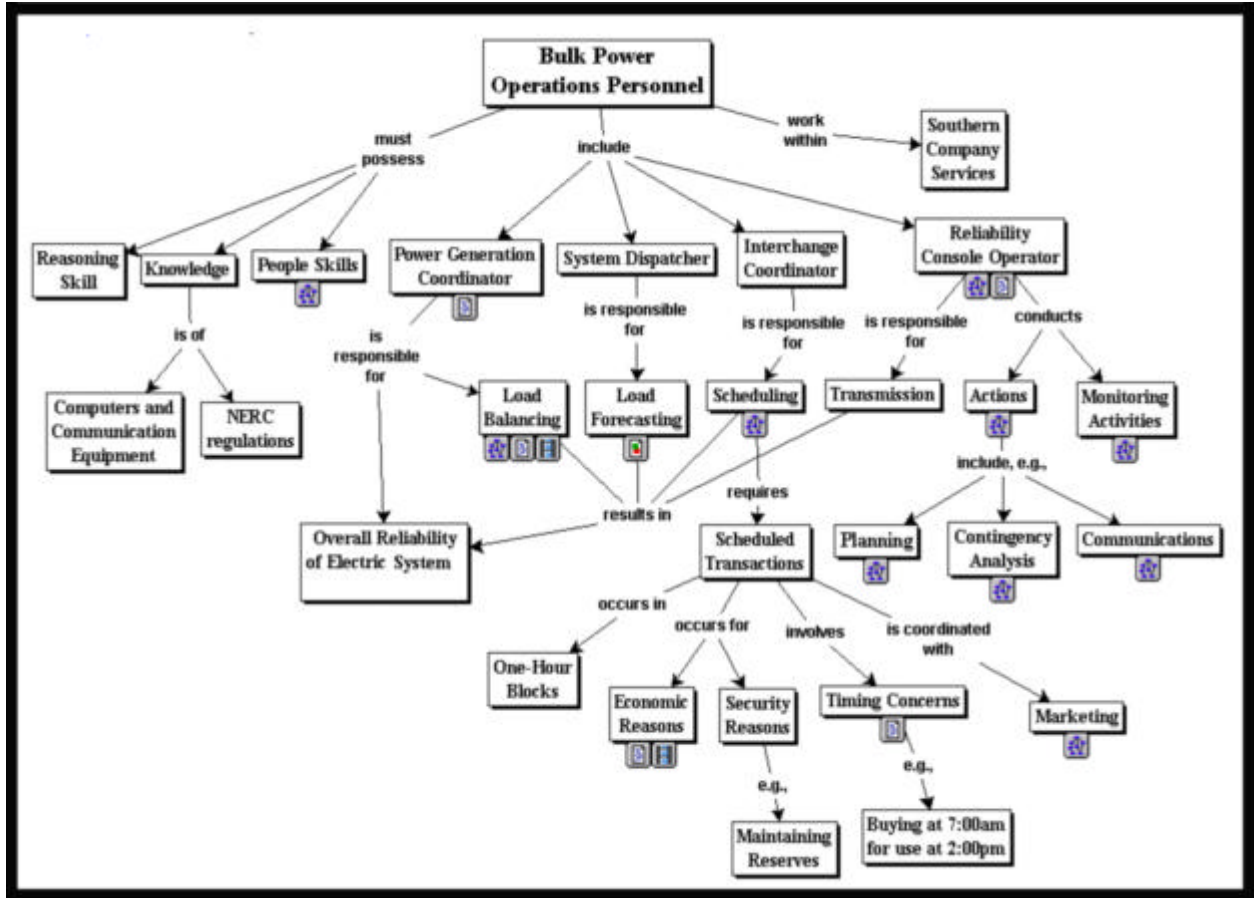 Bulk Power
Operations Personnel
must
possess
include
work
within
Southern
Company
Services
Reasoning
Skill
Knowledge
People Skills
Power Generation
Coordinator
System Dispatcher
Interchange
Coordinator
Reliability
Console Operator
is of
is
responsible
for
is responsible
for
is responsible
for
is responsible
for
conducts
Computers and
Communication
Equipment
NERC
regulations
Load
Balancing
Load
Forecasting
Scheduling
Transmission
Actions
Monitoring
Activities
results in
requires
include, e.g.,
Overall Reliability
of Electric System
Scheduled
Transactions
Planning
Contingency
Analysis
Communications
occurs in
occurs for
involves
is coordinated
with
One-Hour
Blocks
Economic
Reasons
Security
Reasons
Timing Concerns
Marketing
e.g.,
e.g.,
Maintaining
Reserves
Buying at 7:00am
for use at 2:00pm